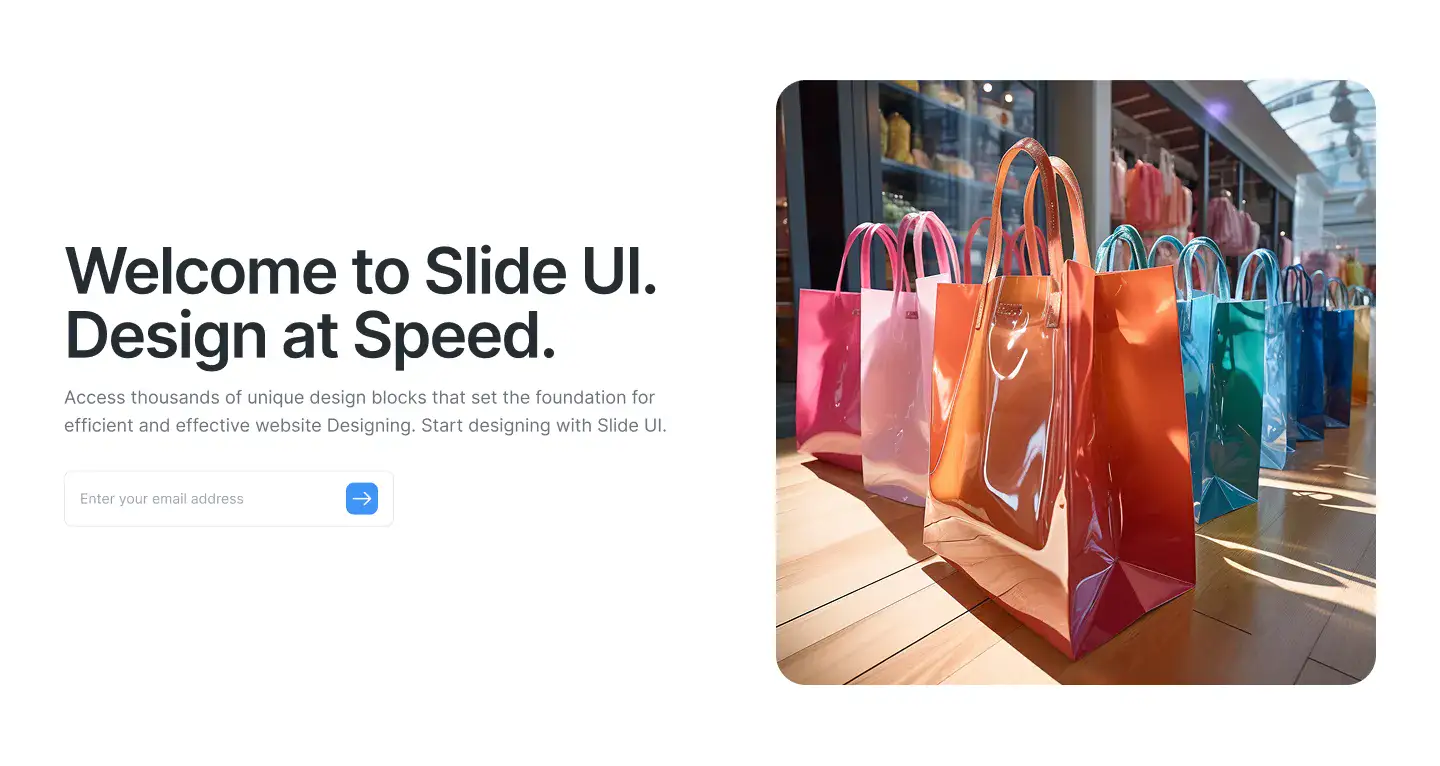 Welcome to Slide UI.
Design at Speed.
Access thousands of unique design blocks that set the foundation for
efficient and effective website Designing. Start designing with Slide UI.
Enter your email address